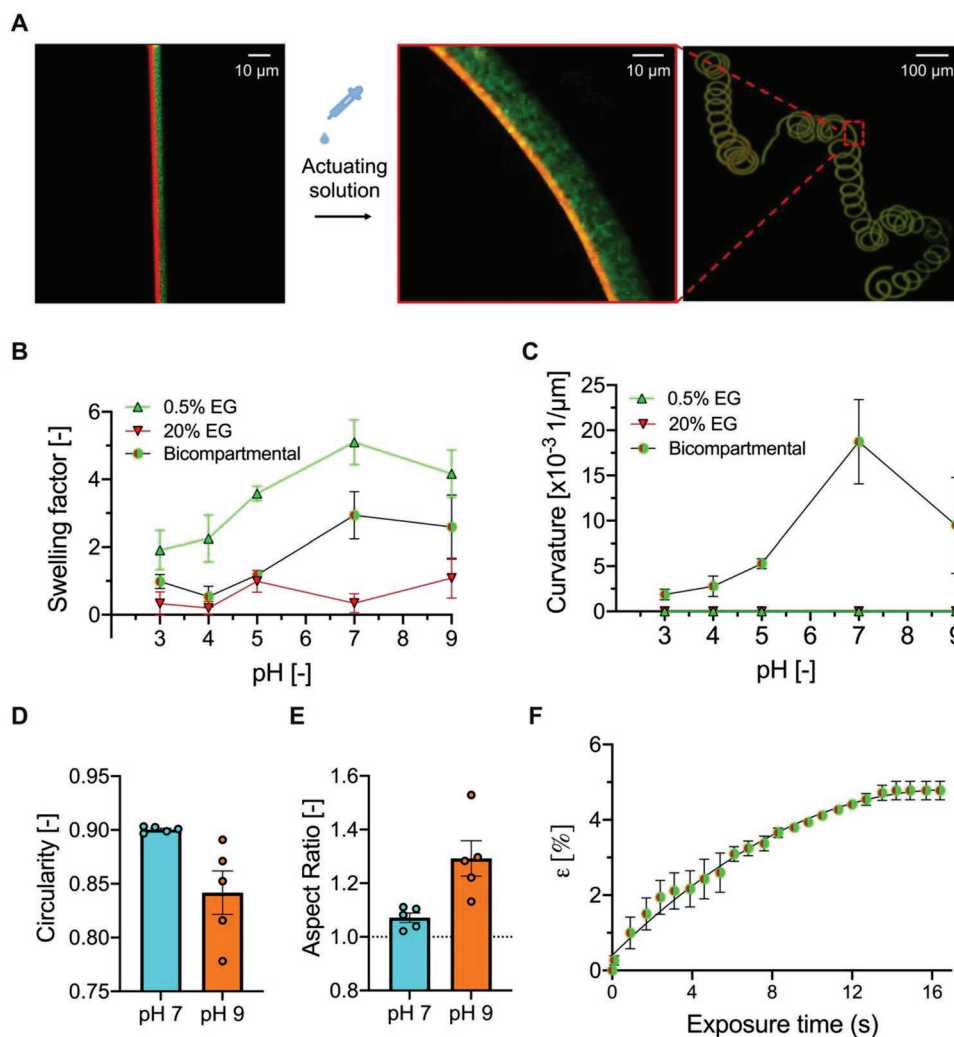 A
10 µm
10 µm
100 µm
Actuating
solution
B
C
0.5% EG
20% EG
Bicompartmental
Swelling factor [-]
6
4
2
0
3 4 5 6 7 8 9
pH [-]
0.5% EG
20% EG
Bicompartmental
Curvature [x10-3 1/µm]
25
20
15
10
5
0
3 4 5 6 7 8 9
pH [-]
D
E
F
Circularity [-]
0.95
0.90
0.85
0.80
0.75
pH 7 pH 9
Aspect Ratio [-]
1.6
1.4
1.2
1.0
0.8
pH 7 pH 9
ε [%]
6
4
2
0
0 4 8 12 16
Exposure time (s)